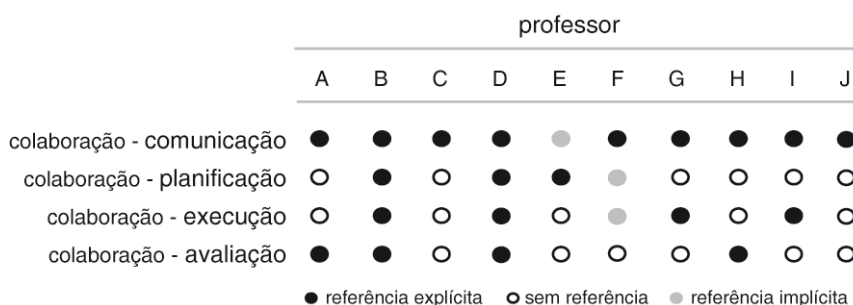 professor
A B C D E F G H I J
colaboração - comunicação
colaboração - planificação
colaboração - execução
colaboração - avaliação
referência explícita sem referência referência implícita